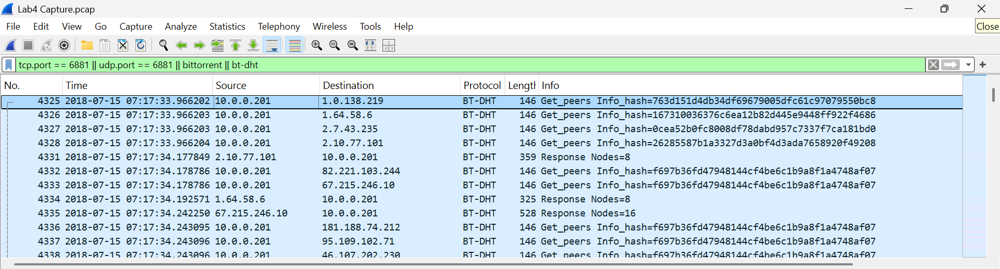 Lab4 Capture.pcap
File Edit View Go Capture Analyze Statistics Telephony Wireless Tools Help
Close
tcp.port == 6881 || udp.port == 6881 || bittorrent || bt-dht
No. Time Source Destination Protocol Lengtl Info
4325 2018-07-15 07:17:33.966202 10.0.0.201 1.0.138.219 BT-DHT 146 Get_peers Info_hash=763d151d4db34df69679005dfc61c97079550bc8
4326 2018-07-15 07:17:33.966203 10.0.0.201 1.64.58.6 BT-DHT 146 Get_peers Info_hash=167310036376c6ea12b82d445e9448ff922f4686
4327 2018-07-15 07:17:33.966203 10.0.0.201 2.7.43.235 BT-DHT 146 Get_peers Info_hash=0cea52b0fc8008df78dabd957c7337f7ca181bd0
4328 2018-07-15 07:17:33.966204 10.0.0.201 2.10.77.101 BT-DHT 146 Get_peers Info_hash=26285587b1a3327d3a0bf4d3ada7658920f49208
4331 2018-07-15 07:17:34.177849 2.10.77.101 10.0.0.201 BT-DHT 359 Response Nodes=8
4332 2018-07-15 07:17:34.178786 10.0.0.201 82.221.103.244 BT-DHT 146 Get_peers Info_hash=f697b36fd47948144cf4be6c1b9a8f1a4748af07
4333 2018-07-15 07:17:34.178786 10.0.0.201 67.215.246.10 BT-DHT 146 Get_peers Info_hash=f697b36fd47948144cf4be6c1b9a8f1a4748af07
4334 2018-07-15 07:17:34.192571 1.64.58.6 10.0.0.201 BT-DHT 325 Response Nodes=8
4335 2018-07-15 07:17:34.242250 67.215.246.10 10.0.0.201 BT-DHT 528 Response Nodes=16
4336 2018-07-15 07:17:34.243095 10.0.0.201 181.188.74.212 BT-DHT 146 Get_peers Info_hash=f697b36fd47948144cf4be6c1b9a8f1a4748af07
4337 2018-07-15 07:17:34.243096 10.0.0.201 95.109.102.71 BT-DHT 146 Get_peers Info_hash=f697b36fd47948144cf4be6c1b9a8f1a4748af07
4338 2018-07-15 07:17:34.243096 10.0.0.201 46.107.202.230 BT-DHT 146 Get_peers Info_hash=f697b36fd47948144cf4be6c1b9a8f1a4748af07